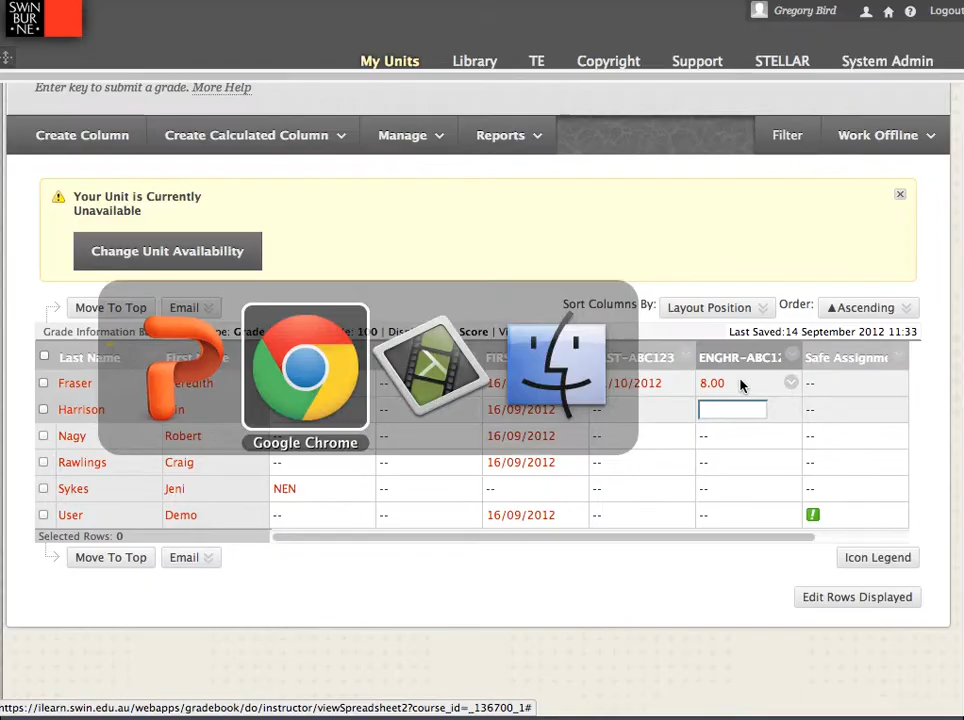 SWIN
BUR
•NE•
Gregory Bird
Logout
My Units
Library
TE
Copyright
Support
STELLAR
System Admin
Enter key to submit a grade. More Help
Create Column
Create Calculated Column
Manage
Reports
Filter
Work Offline
Your Unit is Currently
Unavailable
Change Unit Availability
Move To Top
Email
Sort Columns By:
Layout Position
Order:
▲Ascending
Grade Information
Last Saved:14 September 2012 11:33
Last Name
ENGHR-ABC12
Safe Assignme
Fraser
8.00
--
Harrison
16/09/2012
--
--
Nagy
Robert
--
--
16/09/2012
--
--
--
Rawlings
Craig
--
--
16/09/2012
--
--
--
Sykes
Jeni
NEN
--
--
--
--
--
User
Demo
--
--
16/09/2012
--
--
Selected Rows: 0
Google Chrome
Move To Top
Email
Icon Legend
Edit Rows Displayed
https://ilearn.swin.edu.au/webapps/gradebook/do/instructor/viewSpreadsheet2?course_id=_136700_1#